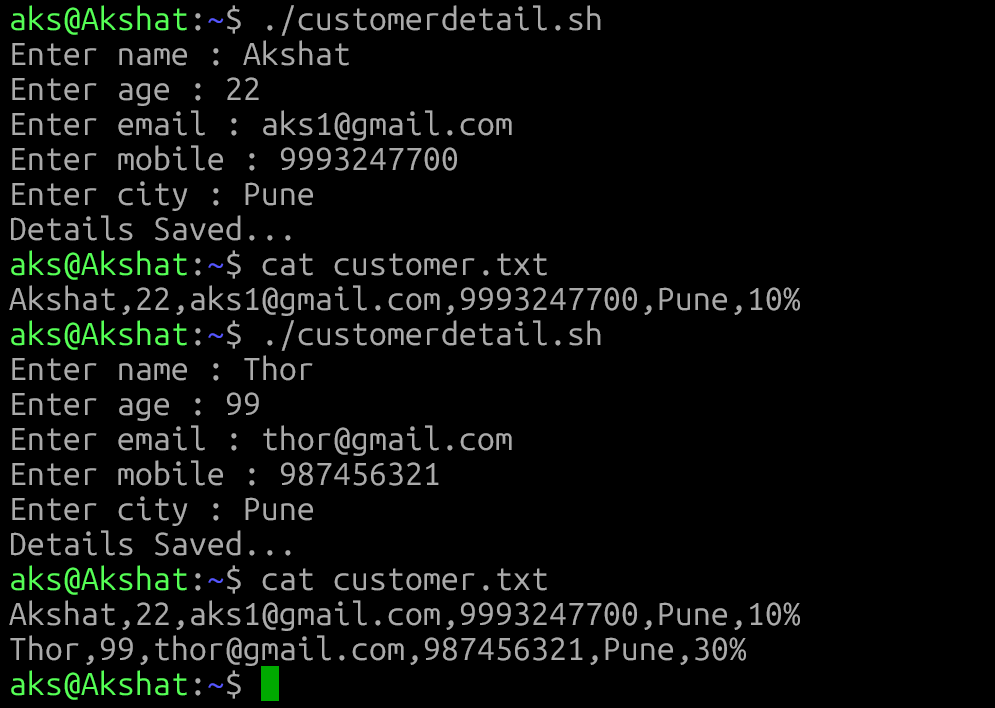 aks@Akshat:~$ ./customerdetail.sh
Enter name : Akshat
Enter age : 22
Enter email : aks1@gmail.com
Enter mobile : 9993247700
Enter city : Pune
Details Saved...
aks@Akshat:~$ cat customer.txt
Akshat,22,aks1@gmail.com,9993247700,Pune,10%
aks@Akshat:~$ ./customerdetail.sh
Enter name : Thor
Enter age : 99
Enter email : thor@gmail.com
Enter mobile : 987456321
Enter city : Pune
Details Saved...
aks@Akshat:~$ cat customer.txt
Akshat,22,aks1@gmail.com,9993247700,Pune,10%
Thor,99,thor@gmail.com,987456321,Pune,30%
aks@Akshat:~$